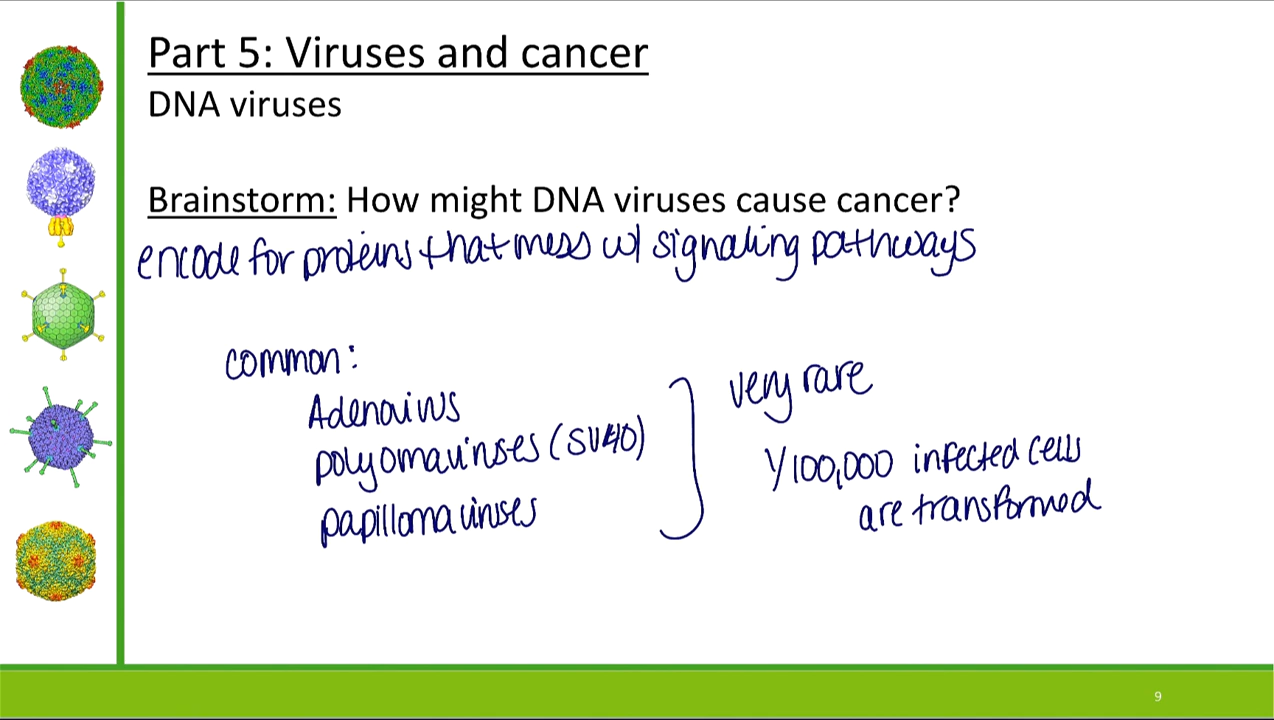 Part 5: Viruses and cancer
DNA viruses
Brainstorm: How might DNA viruses cause cancer?
encode for proteins that mess w/ signaling pathways
common:
Adenovirus
polyomaviruses (SV40)
papillomaviruses
very rare
1/100,000 infected cells
are transformed
9